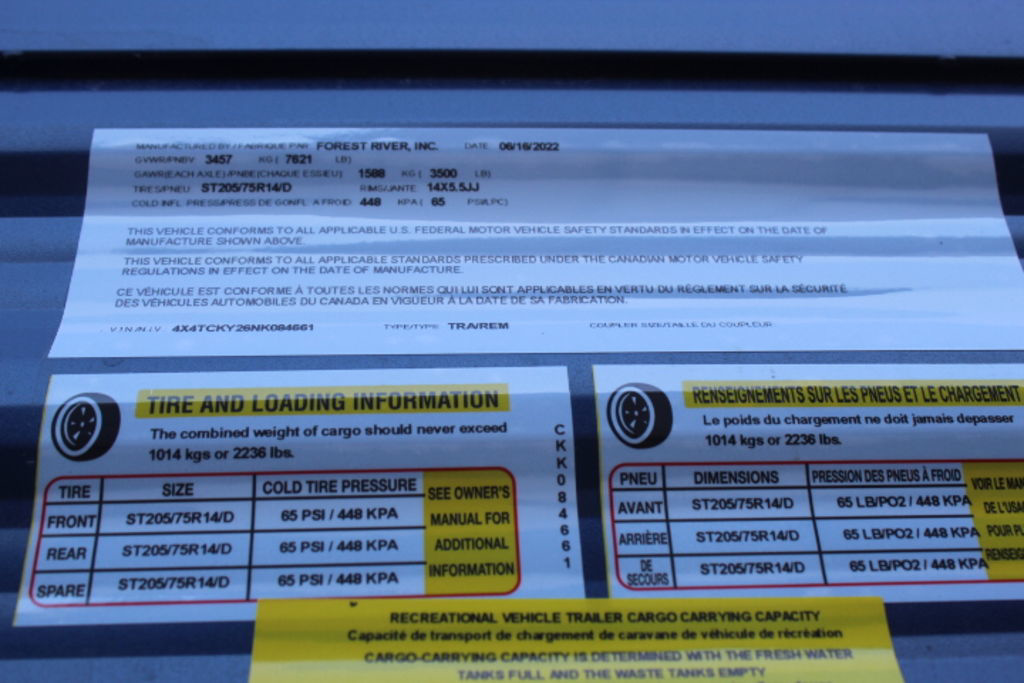 MANUFACTURED BY / FABRIQUE PAR FOREST RIVER, INC. DATE 06/16/2022
GVWR/PNBV 3457 KG ( 7621 LB)
GAWR(EACH AXLE)/PNBE(CHAQUE ESSIEU) 1588 KG ( 3500 LB)
TIRES/PNEU ST205/75R14/D RIMS/JANTE 14X5.5JJ
COLD INFL. PRESS/PRESS DE GONFL. A FROID 448 KPA ( 65 PSI/LPC)
THIS VEHICLE CONFORMS TO ALL APPLICABLE U.S. FEDERAL MOTOR VEHICLE SAFETY STANDARDS IN EFFECT ON THE DATE OF
MANUFACTURE SHOWN ABOVE.
THIS VEHICLE CONFORMS TO ALL APPLICABLE STANDARDS PRESCRIBED UNDER THE CANADIAN MOTOR VEHICLE SAFETY
REGULATIONS IN EFFECT ON THE DATE OF MANUFACTURE.
CE VÉHICULE EST CONFORME À TOUTES LES NORMES QUI LUI SONT APPLICABLES EN VERTU DU RÈGLEMENT SUR LA SÉCURITÉ
DES VÉHICULES AUTOMOBILES DU CANADA EN VIGUEUR À LA DATE DE SA FABRICATION.
V.I.N./N.I.V. 4X4TCKY26NK084661 TYPE/TYPE TRA/REM COUPLER SIZE/TAILLE DU COUPLEUR
TIRE AND LOADING INFORMATION
The combined weight of cargo should never exceed
1014 kgs or 2236 lbs.
TIRE SIZE COLD TIRE PRESSURE
FRONT ST205/75R14/D 65 PSI / 448 KPA
REAR ST205/75R14/D 65 PSI / 448 KPA
SPARE ST205/75R14/D 65 PSI / 448 KPA
SEE OWNER'S
MANUAL FOR
ADDITIONAL
INFORMATION
CKK084661
RENSEIGNEMENTS SUR LES PNEUS ET LE CHARGEMENT
Le poids du chargement ne doit jamais depasser
1014 kgs or 2236 lbs.
PNEU DIMENSIONS PRESSION DES PNEUS À FROID
AVANT ST205/75R14/D 65 LB/PO2 / 448 KPA
ARRIÈRE ST205/75R14/D 65 LB/PO2 / 448 KPA
DE
SECOURS ST205/75R14/D 65 LB/PO2 / 448 KPA
VOIR LE MAN
DE L'USA
POUR PL
RENSEIG
RECREATIONAL VEHICLE TRAILER CARGO CARRYING CAPACITY
Capacité de transport de chargement de caravane de véhicule de récréation
CARGO-CARRYING CAPACITY IS DETERMINED WITH THE FRESH WATER
TANKS FULL AND THE WASTE TANKS EMPTY